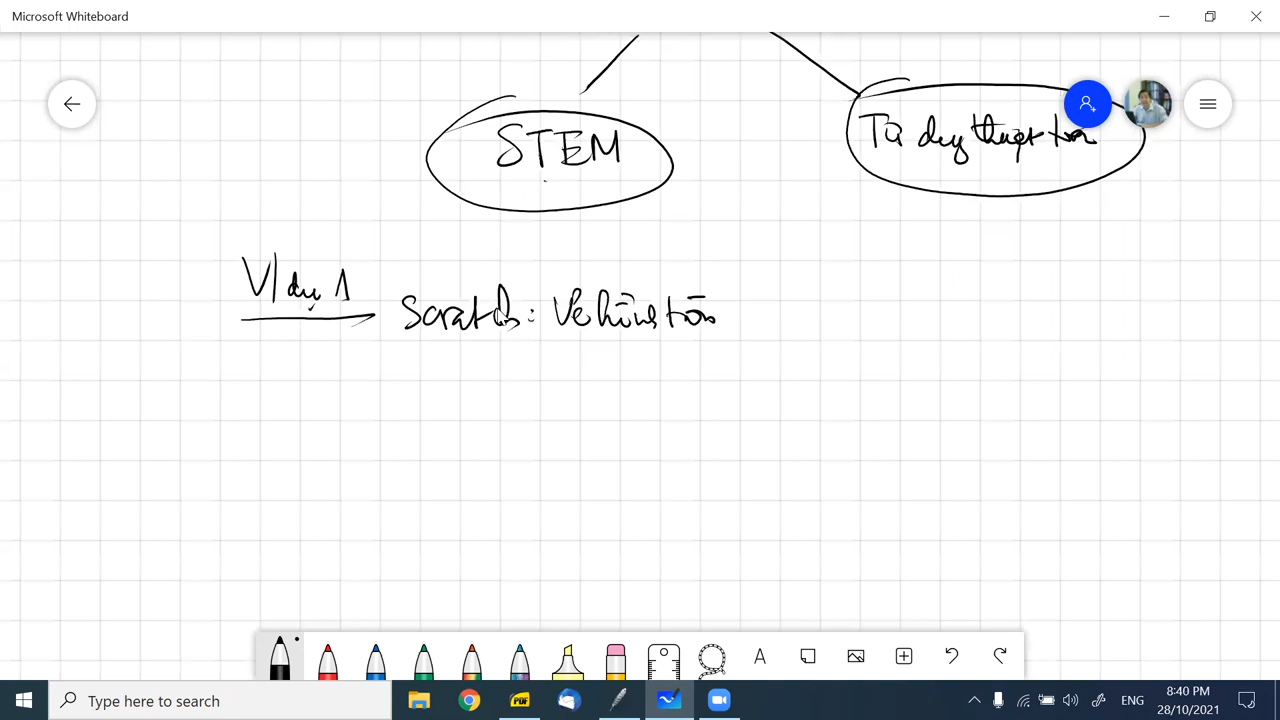 Microsoft Whiteboard
STEM
Tư duy thuật toán
V/dụ 1
Scratch: Vẽ hình tròn
A
PDF
Type here to search
ENG
8:40 PM
28/10/2021